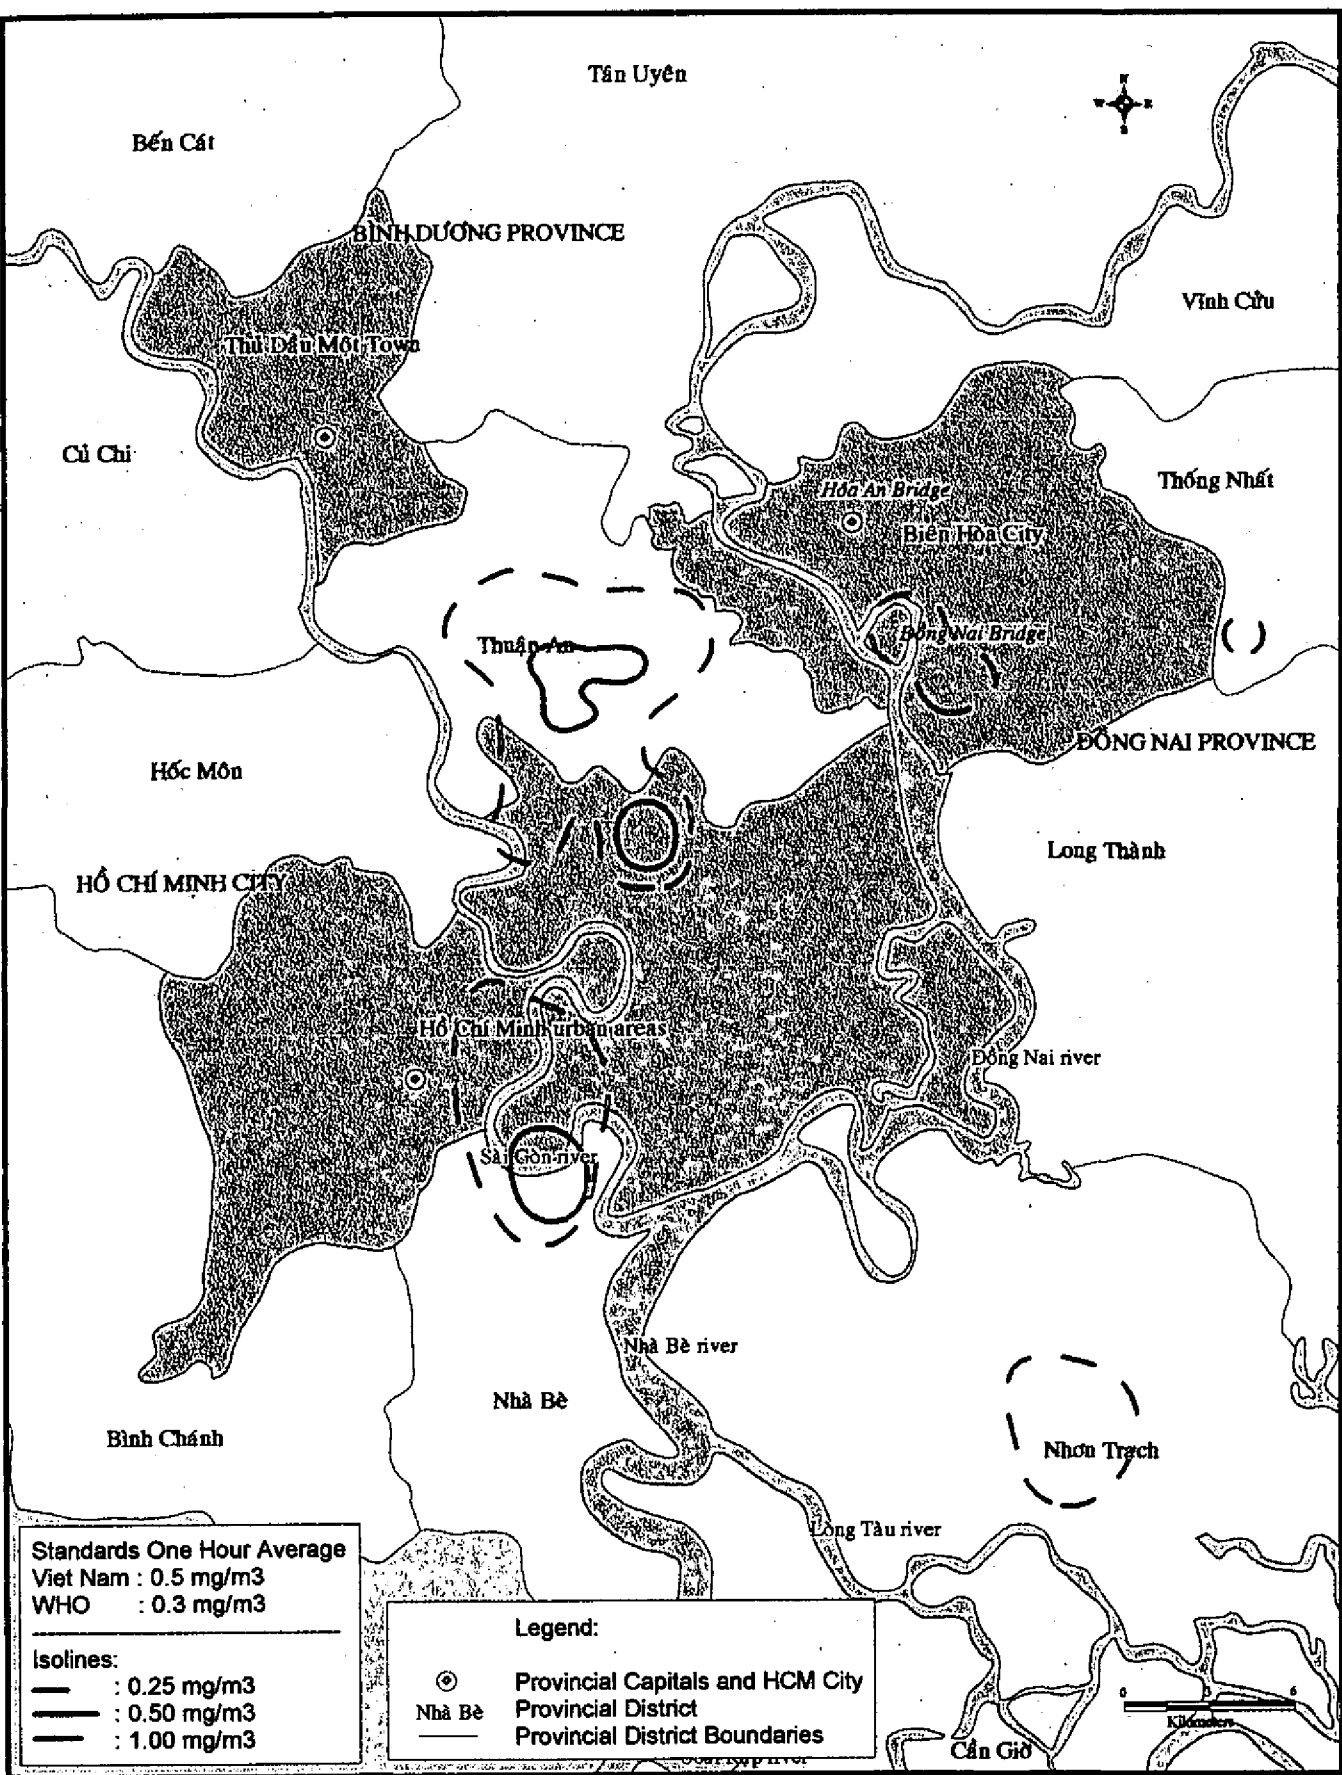 Tân Uyên
N
W E
S
Bến Cát
BÌNH DƯƠNG PROVINCE
Vĩnh Cửu
Thủ Dầu Một Town
Củ Chi
Thống Nhất
Hóa An Bridge
Biên Hòa City
Đồng Nai Bridge
Thuận An
ĐỒNG NAI PROVINCE
Hốc Môn
Long Thành
HỒ CHÍ MINH CITY
Hồ Chí Minh urban areas
Đồng Nai river
Sài Gòn river
Nhà Bè river
Nhà Bè
Bình Chánh
Nhơn Trạch
Lòng Tàu river
Standards One Hour Average
Viet Nam : 0.5 mg/m3
WHO : 0.3 mg/m3
Isolines:
: 0.25 mg/m3
: 0.50 mg/m3
: 1.00 mg/m3
Legend:
Provincial Capitals and HCM City
Nhà Bè Provincial District
Provincial District Boundaries
0 3 6
Kilometers
Cần Giờ
river